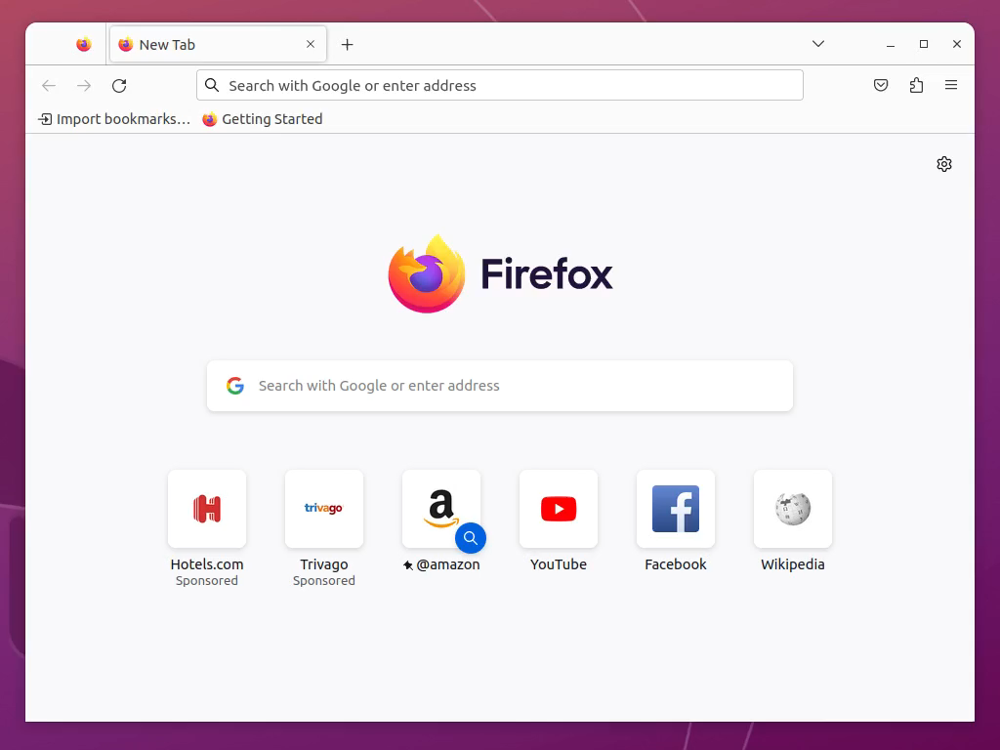 New Tab
Search with Google or enter address
Import bookmarks…
Getting Started
Firefox
Search with Google or enter address
trivago
a
Hotels.com
Sponsored
Trivago
Sponsored
@amazon
YouTube
Facebook
Wikipedia